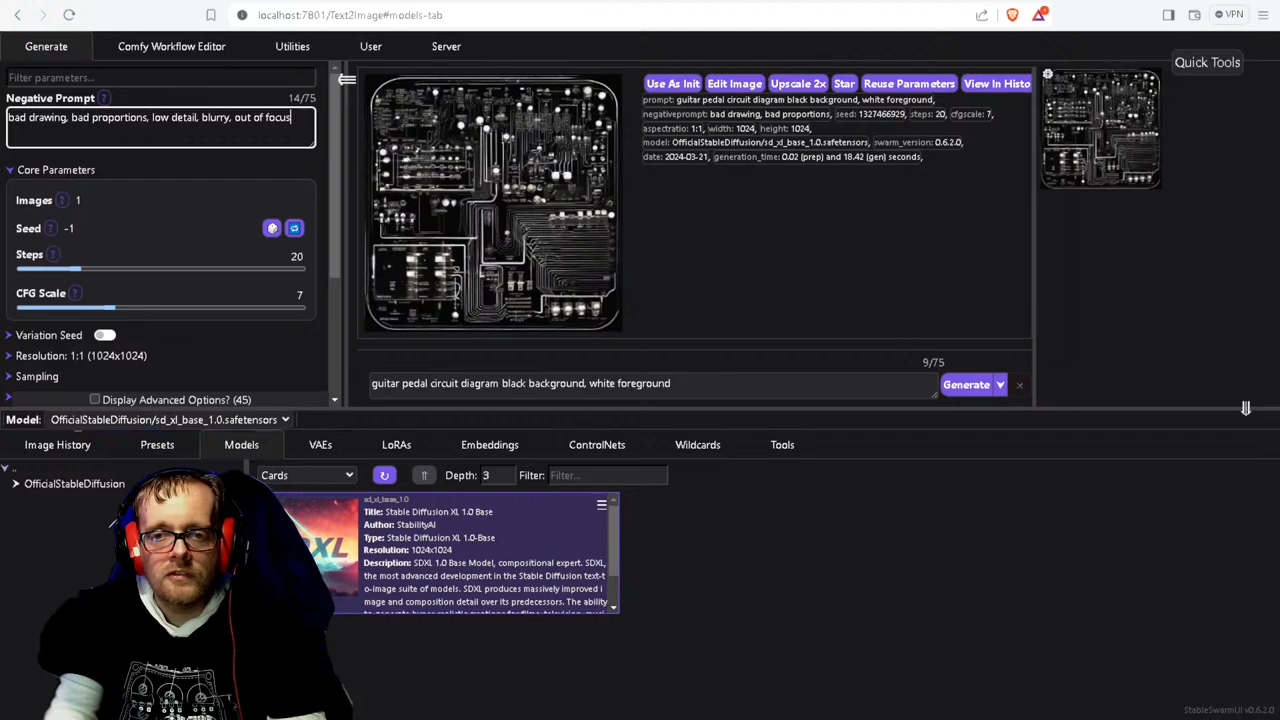 localhost:7801/Text2Image#models-tab
VPN
Generate
Comfy Workflow Editor
Utilities
User
Server
Filter parameters...
Negative Prompt ? 14/75
bad drawing, bad proportions, low detail, blurry, out of focus
Core Parameters
Images ? 1
Seed ? -1
Steps ? 20
CFG Scale ? 7
Variation Seed
Resolution: 1:1 (1024x1024)
Sampling
Display Advanced Options? (45)
Use As Init
Edit Image
Upscale 2x
Star
Reuse Parameters
View In Histo
prompt: guitar pedal circuit diagram black background, white foreground,
negativeprompt: bad drawing, bad proportions, seed: 1327466929, steps: 20, cfgscale: 7,
aspectratio: 1:1, width: 1024, height: 1024,
model: OfficialStableDiffusion/sd_xl_base_1.0.safetensors, swarm_version: 0.6.2.0,
date: 2024-03-21, generation_time: 0.02 (prep) and 18.42 (gen) seconds,
Quick Tools
9/75
guitar pedal circuit diagram black background, white foreground
Generate
Model: OfficialStableDiffusion/sd_xl_base_1.0.safetensors
Image History
Presets
Models
VAEs
LoRAs
Embeddings
ControlNets
Wildcards
Tools
..
OfficialStableDiffusion
Cards
Depth: 3
Filter: Filter...
sd_xl_base_1.0
Title: Stable Diffusion XL 1.0 Base
Author: StabilityAI
Type: Stable Diffusion XL 1.0-Base
Resolution: 1024x1024
Description: SDXL 1.0 Base Model, compositional expert. SDXL,
the most advanced development in the Stable Diffusion text-t
o-image suite of models. SDXL produces massively improved i
mage and composition detail over its predecessors. The ability
StableSwarmUI v0.6.2.0